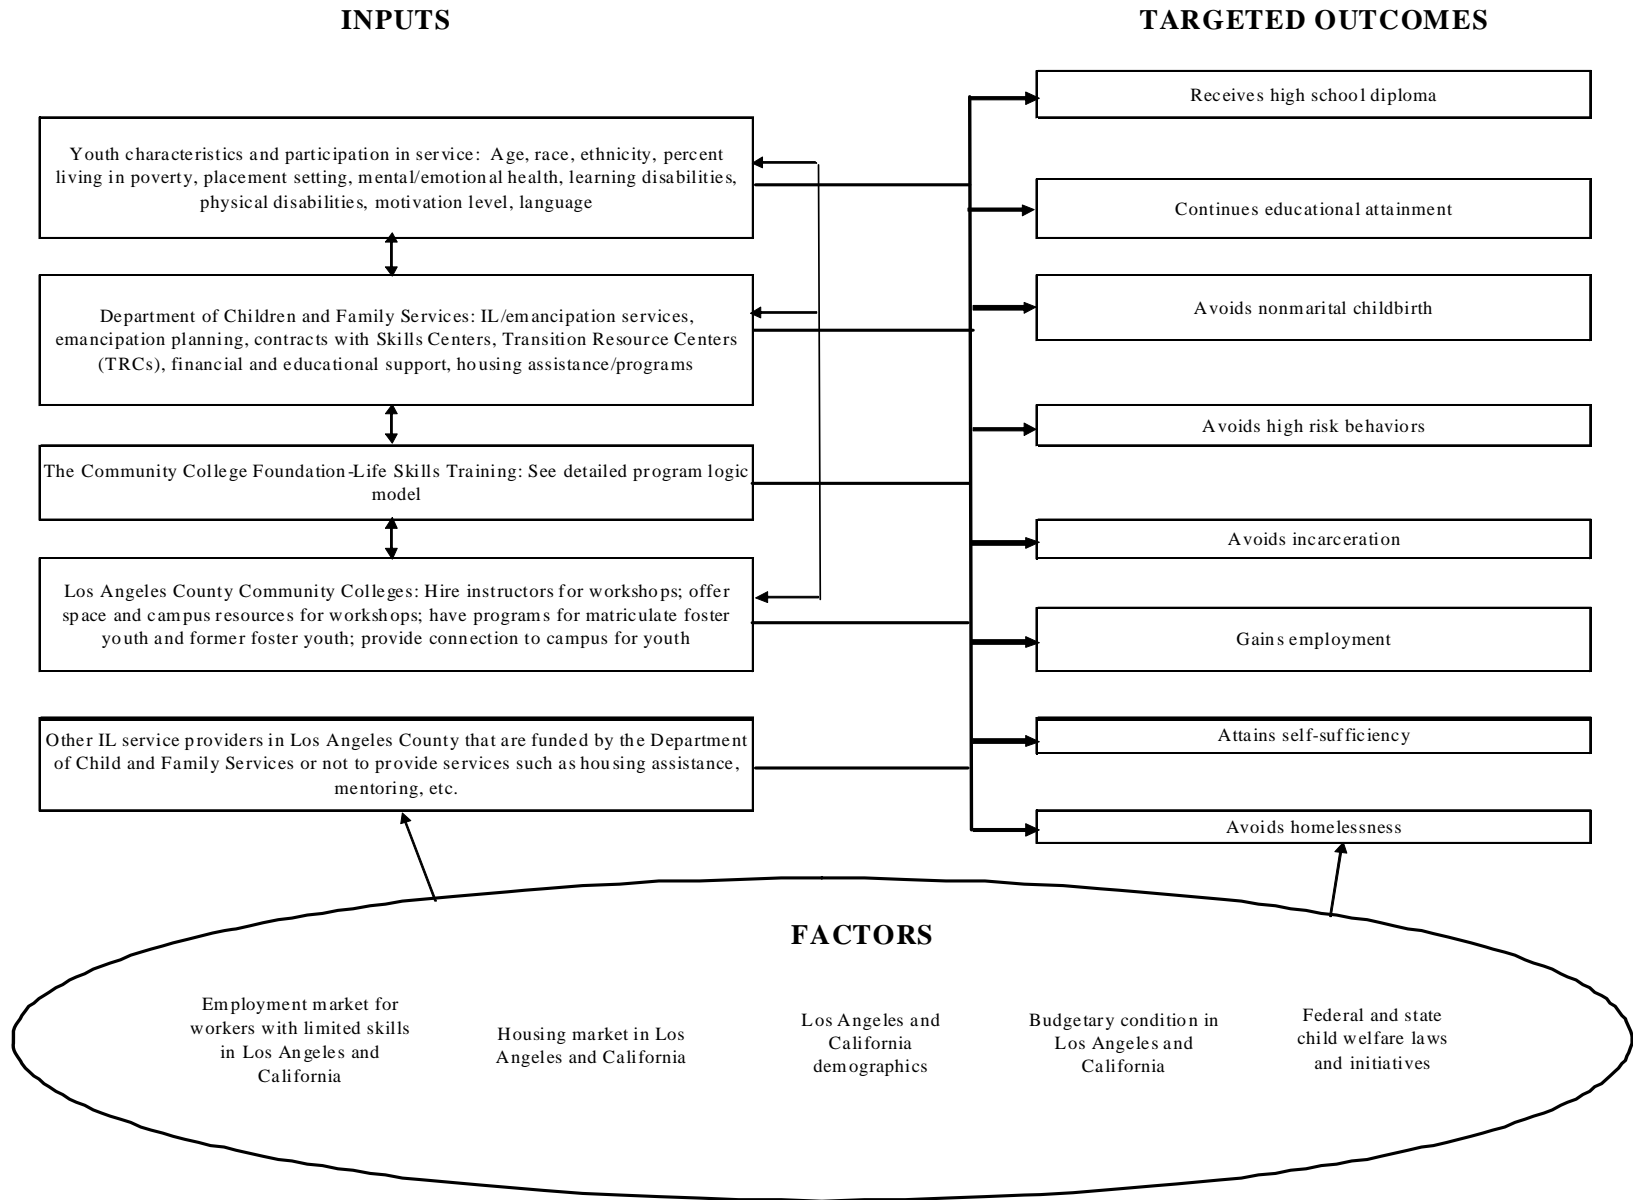 INPUTS
TARGETED OUTCOMES
Youth characteristics and participation in service: Age, race, ethnicity, percent
living in poverty, placement setting, mental/emotional health, learning disabilities,
physical disabilities, motivation level, language
Department of Children and Family Services: IL/emancipation services,
emancipation planning, contracts with Skills Centers, Transition Resource Centers
(TRCs), financial and educational support, housing assistance/programs
The Community College Foundation-Life Skills Training: See detailed program logic
model
Los Angeles County Community Colleges: Hire instructors for workshops; offer
space and campus resources for workshops; have programs for matriculate foster
youth and former foster youth; provide connection to campus for youth
Other IL service providers in Los Angeles County that are funded by the Department
of Child and Family Services or not to provide services such as housing assistance,
mentoring, etc.
Receives high school diploma
Continues educational attainment
Avoids nonmarital childbirth
Avoids high risk behaviors
Avoids incarceration
Gains employment
Attains self-sufficiency
Avoids homelessness
FACTORS
Employment market for
workers with limited skills
in Los Angeles and
California
Housing market in Los
Angeles and California
Los Angeles and
California
demographics
Budgetary condition in
Los Angeles and
California
Federal and state
child welfare laws
and initiatives